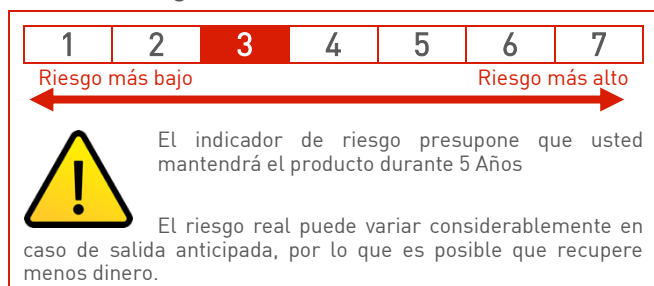 1 2 3 4 5 6 7
Riesgo más bajo Riesgo más alto
El indicador de riesgo presupone que usted
mantendrá el producto durante 5 Años
El riesgo real puede variar considerablemente en
caso de salida anticipada, por lo que es posible que recupere
menos dinero.